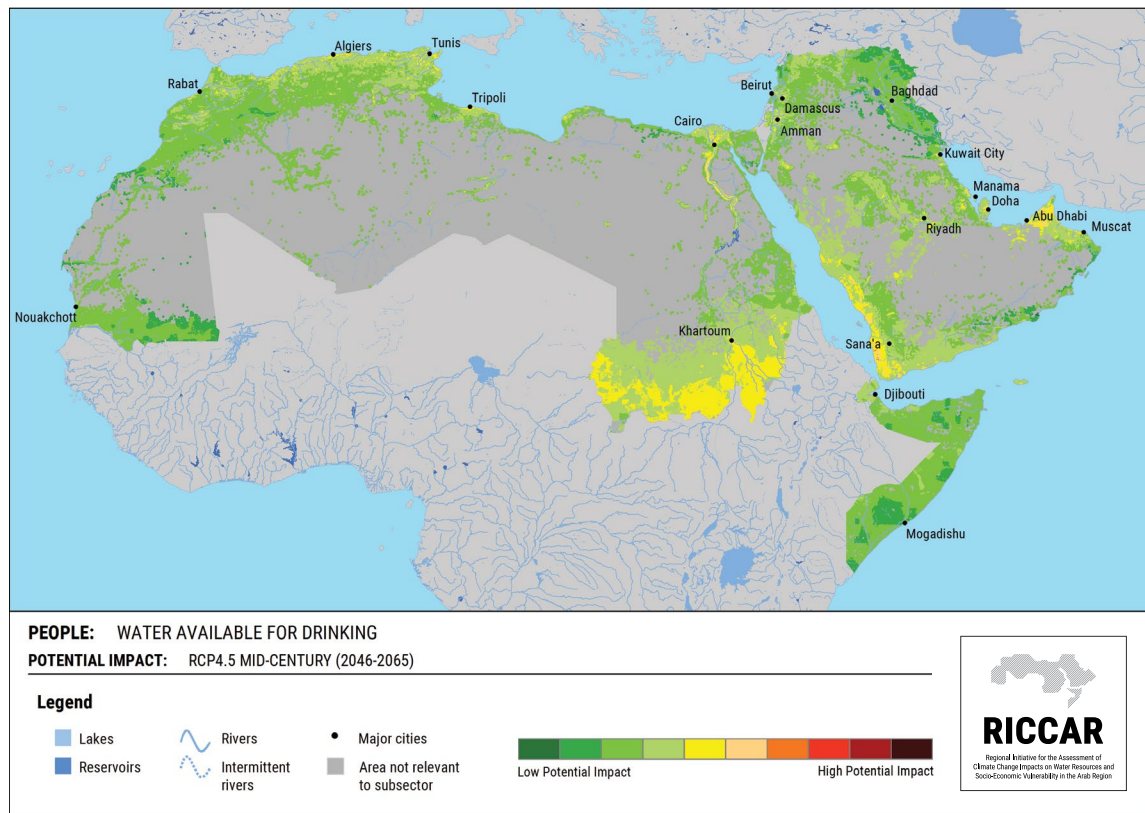 Algiers
Tunis
Rabat
Tripoli
Beirut
Baghdad
Damascus
Cairo
Amman
Kuwait City
Manama
Doha
Abu Dhabi
Riyadh
Muscat
Nouakchott
Khartoum
Sana'a
Djibouti
Mogadishu
PEOPLE: WATER AVAILABLE FOR DRINKING
POTENTIAL IMPACT: RCP4.5 MID-CENTURY (2046-2065)
Legend
Lakes
Reservoirs
Rivers
Intermittent
rivers
Major cities
Area not relevant
to subsector
Low Potential Impact
High Potential Impact
RICCAR
Regional Initiative for the Assessment of
Climate Change Impacts on Water Resources and
Socio-Economic Vulnerability in the Arab Region